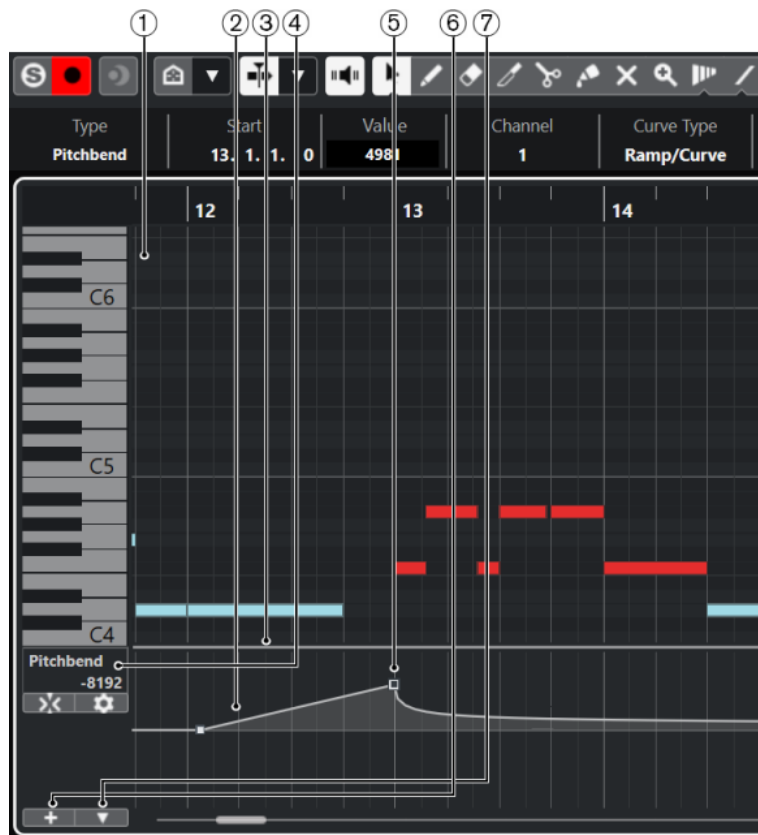 ① ② ③ ④ ⑤ ⑥ ⑦
S
Type Start Value Channel Curve Type
Pitchbend 13. 1. 1. 0 4981 1 Ramp/Curve
12 13 14
C6
C5
C4
Pitchbend
-8192